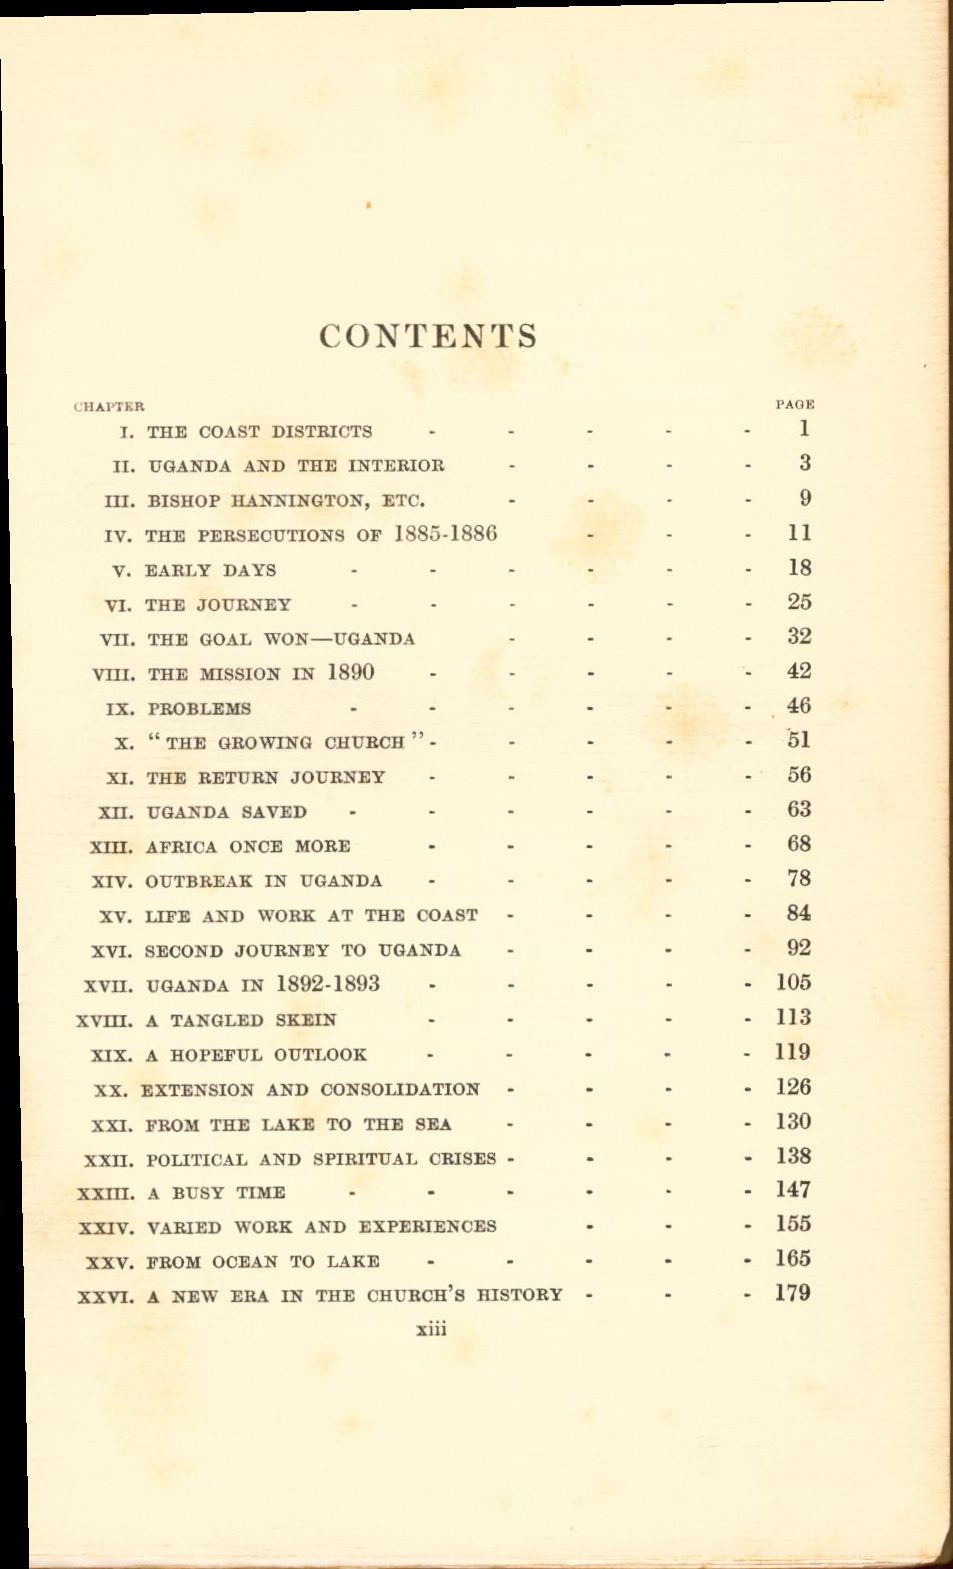 CONTENTS
CHAPTER PAGE
I. THE COAST DISTRICTS - - - - - 1
II. UGANDA AND THE INTERIOR - - - - 3
III. BISHOP HANNINGTON, ETC. - - - - 9
IV. THE PERSECUTIONS OF 1885-1886 - - - 11
V. EARLY DAYS - - - - - - 18
VI. THE JOURNEY - - - - - - 25
VII. THE GOAL WON—UGANDA - - - - 32
VIII. THE MISSION IN 1890 - - - - - 42
IX. PROBLEMS - - - - - - 46
X. "THE GROWING CHURCH" - - - - - 51
XI. THE RETURN JOURNEY - - - - - 56
XII. UGANDA SAVED - - - - - - 63
XIII. AFRICA ONCE MORE - - - - - 68
XIV. OUTBREAK IN UGANDA - - - - - 78
XV. LIFE AND WORK AT THE COAST - - - - 84
XVI. SECOND JOURNEY TO UGANDA - - - - 92
XVII. UGANDA IN 1892-1893 - - - - - 105
XVIII. A TANGLED SKEIN - - - - - 113
XIX. A HOPEFUL OUTLOOK - - - - - 119
XX. EXTENSION AND CONSOLIDATION - - - - 126
XXI. FROM THE LAKE TO THE SEA - - - - 130
XXII. POLITICAL AND SPIRITUAL CRISES - - - - 138
XXIII. A BUSY TIME - - - - - - 147
XXIV. VARIED WORK AND EXPERIENCES - - - 155
XXV. FROM OCEAN TO LAKE - - - - - 165
XXVI. A NEW ERA IN THE CHURCH'S HISTORY - - - 179
xiii